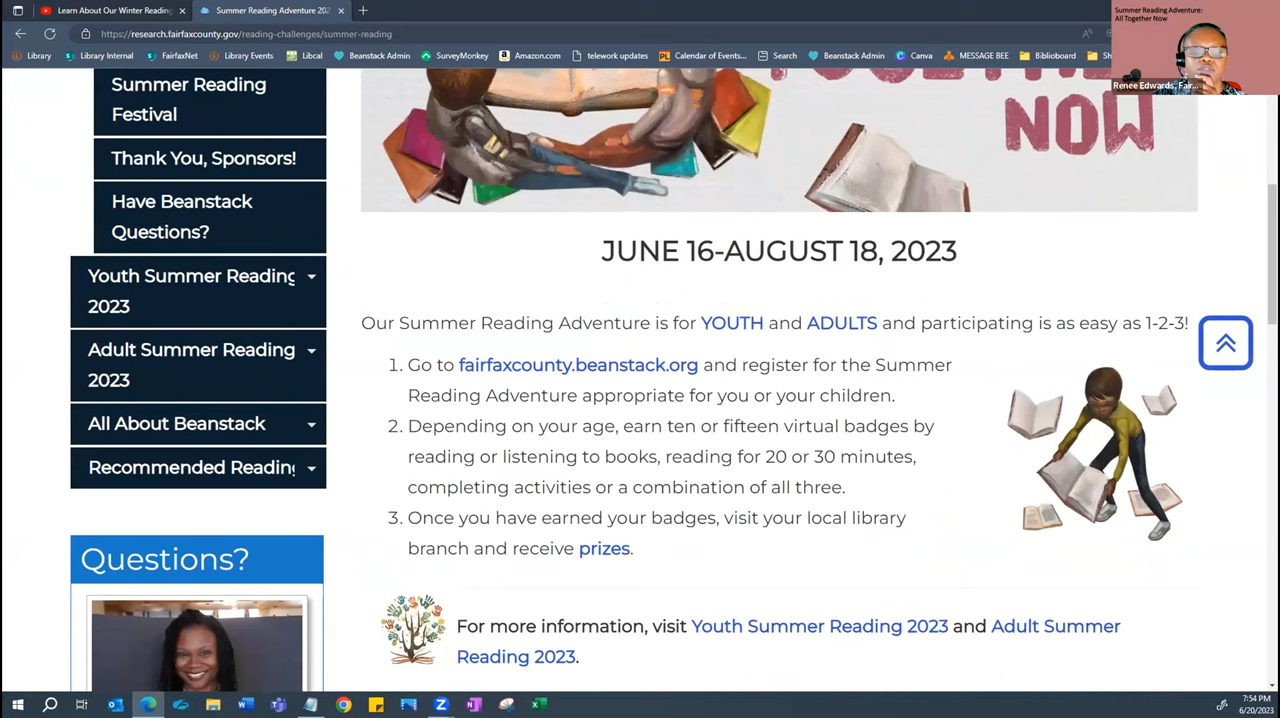 Learn About Our Winter Reading
Summer Reading Adventure 202
https://research.fairfaxcounty.gov/reading-challenges/summer-reading
Library
Library Internal
FairfaxNet
Library Events
Libcal
Beanstack Admin
SurveyMonkey
Amazon.com
telework updates
Calendar of Events...
Search
Beanstack Admin
Canva
MESSAGE BEE
Biblioboard
Sh
Summer Reading Adventure:
All Together Now
Renee Edwards, Fair...
Summer Reading
Festival
Thank You, Sponsors!
Have Beanstack
Questions?
Youth Summer Reading
2023
Adult Summer Reading
2023
All About Beanstack
Recommended Reading
Questions?
NOW
JUNE 16-AUGUST 18, 2023
Our Summer Reading Adventure is for YOUTH and ADULTS and participating is as easy as 1-2-3!
1. Go to fairfaxcounty.beanstack.org and register for the Summer
Reading Adventure appropriate for you or your children.
2. Depending on your age, earn ten or fifteen virtual badges by
reading or listening to books, reading for 20 or 30 minutes,
completing activities or a combination of all three.
3. Once you have earned your badges, visit your local library
branch and receive prizes.
For more information, visit Youth Summer Reading 2023 and Adult Summer
Reading 2023.
7:54 PM
6/20/2023